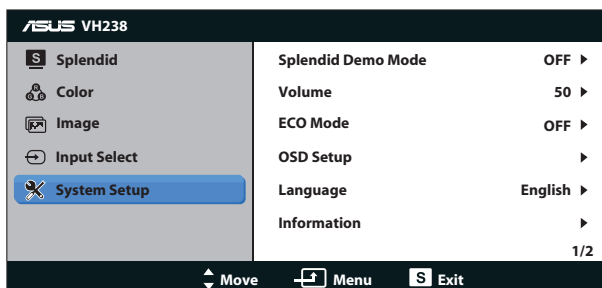 ASUS VH238
S Splendid
Color
Image
Input Select
System Setup
Splendid Demo Mode OFF
Volume 50
ECO Mode OFF
OSD Setup
Language English
Information
1/2
Move Menu S Exit